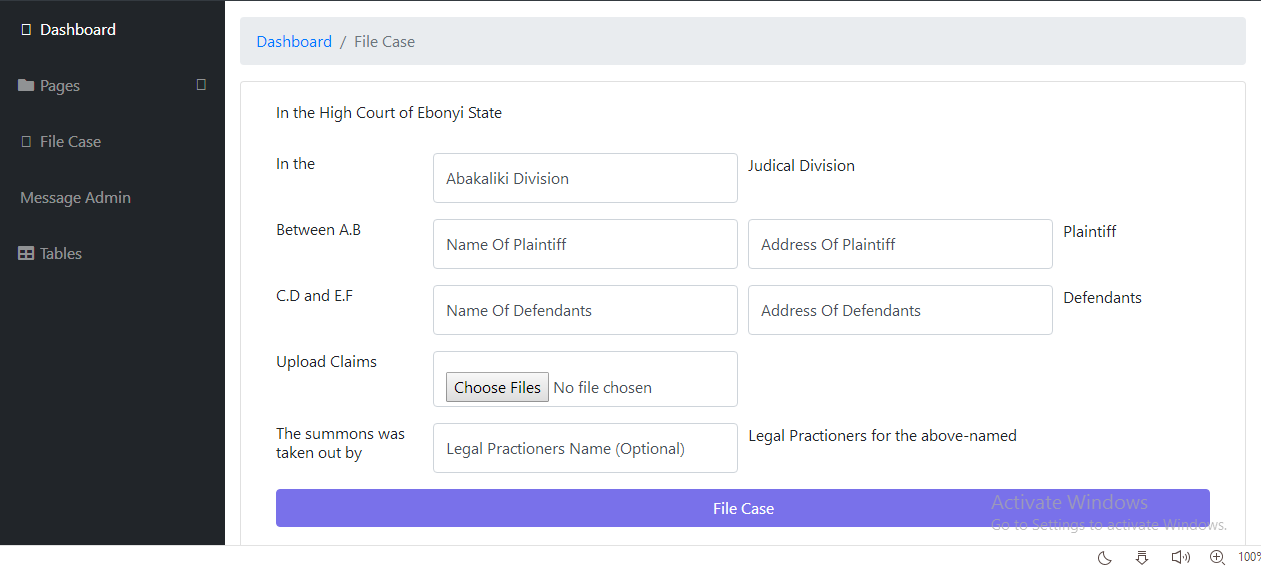 Dashboard
Pages
File Case
Message Admin
Tables
Dashboard / File Case
In the High Court of Ebonyi State
In the Abakaliki Division Judical Division
Between A.B Name Of Plaintiff Address Of Plaintiff Plaintiff
C.D and E.F Name Of Defendants Address Of Defendants Defendants
Upload Claims Choose Files No file chosen
The summons was
taken out by Legal Practioners Name (Optional) Legal Practioners for the above-named
File Case
Activate Windows
Go to Settings to activate Windows.
100%